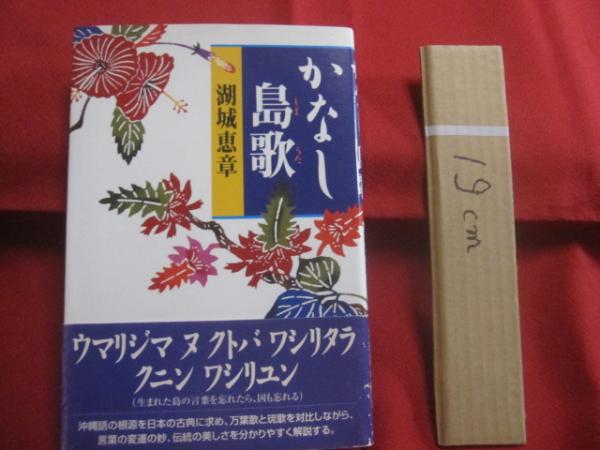 かなし
島歌
しま うた
湖城恵章
ウマリジマ ヌ クトバ ワシリタラ
クニン ワシリユン
(生まれた島の言葉を忘れたら、国も忘れる)
沖縄語の根源を日本の古典に求め、万葉歌と琉歌を対比しながら、
言葉の変遷の妙、伝統の美しさを分かりやすく解説する。
19cm